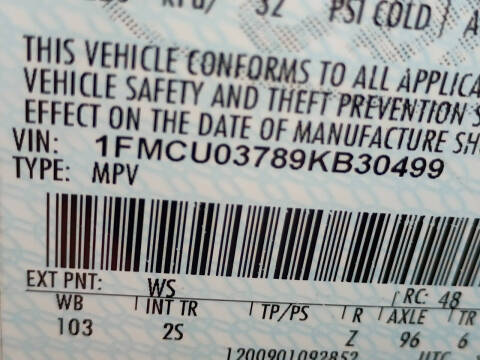 32 PSI COLD
THIS VEHICLE CONFORMS TO ALL
VEHICLE SAFETY AND THEFT PREVENTION
EFFECT ON THE DATE OF MANUFACTURE
VIN: 1FMCU03789KB30499
TYPE: MPV
EXT PNT: WS RC: 48
WB INT TR TP/PS R AXLE TR
103 2S Z 96 6
1200901092852 UTC